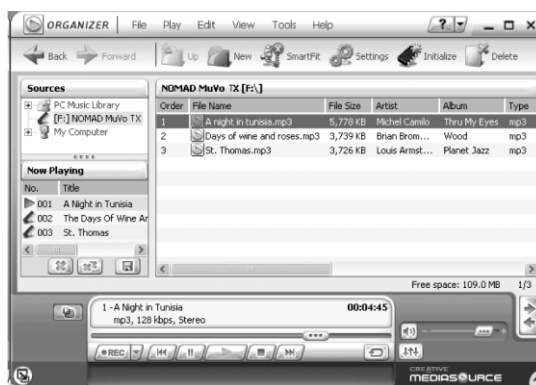 ORGANIZER File Play Edit View Tools Help ?
Back Forward Up New SmartFit Settings Initialize Delete
Sources
PC Music Library
[F:] NOMAD MuVo TX
My Computer
Now Playing
No. Title
001 A Night in Tunisia
002 The Days Of Wine Ar
003 St. Thomas
NOMAD MuVo TX [F:\]
Order File Name File Size Artist Album Type
1 A night in tunisia.mp3 5,778 KB Michel Camilo Thru My Eyes mp3
2 Days of wine and roses.mp3 3,739 KB Brian Brom... Wood mp3
3 St. Thomas.mp3 3,726 KB Louis Armst... Planet Jazz mp3
Free space: 109.0 MB 1/3
1 -A Night in Tunisia 00:04:45
mp3, 128 kbps, Stereo
REC
CREATIVE
MEDIASOURCE